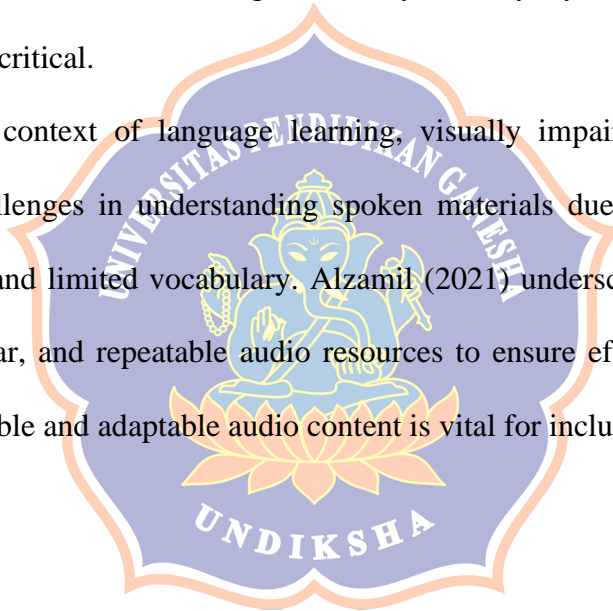 critical.
context of language learning, visually impair
llenges in understanding spoken materials due
and limited vocabulary. Alzamil (2021) undersc
ar, and repeatable audio resources to ensure ef
ble and adaptable audio content is vital for inclu
UNIVERSITAS PENDIDIKAN GANESHA
UNDIKSHA